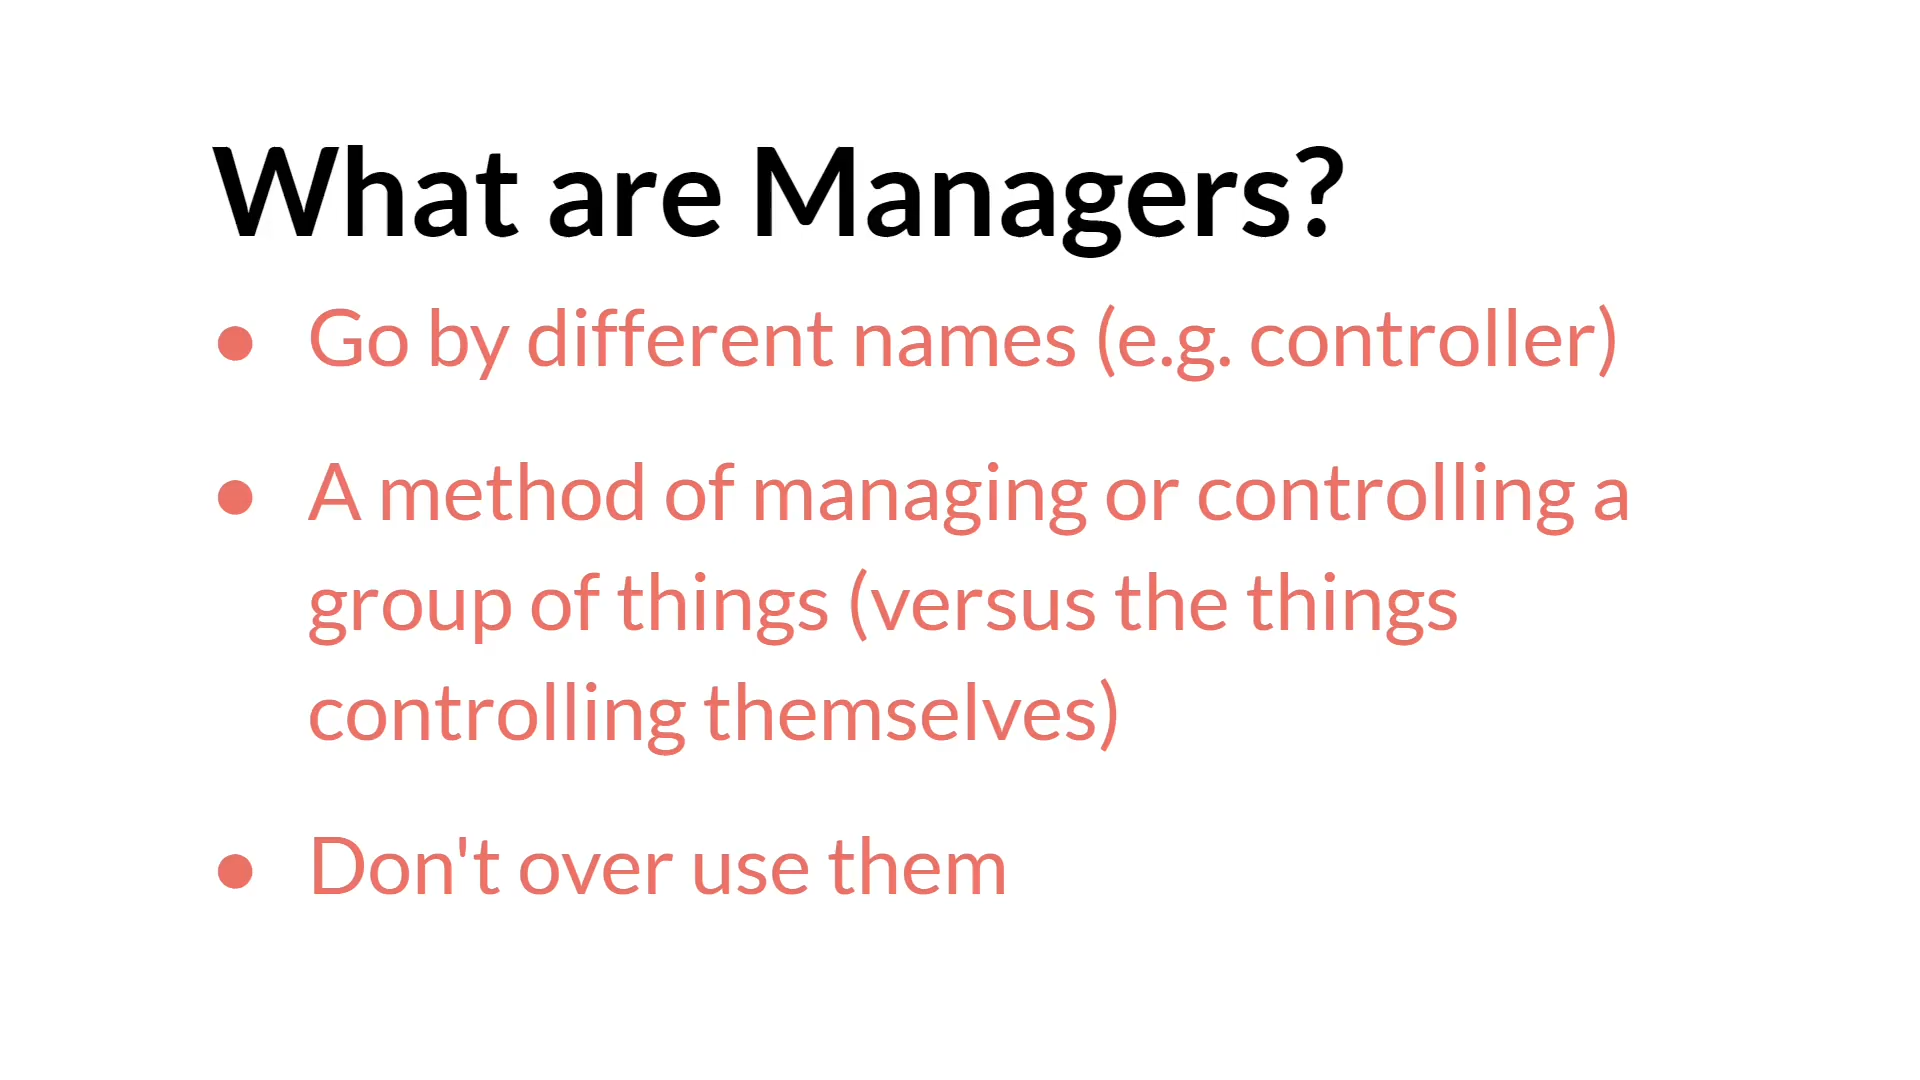 What are Managers?
● Go by different names (e.g. controller)
● A method of managing or controlling a
group of things (versus the things
controlling themselves)
● Don't over use them